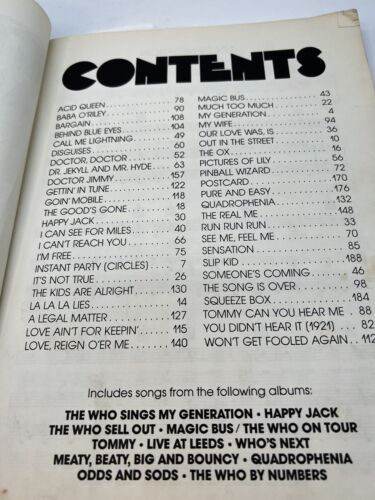 CONTENTS
ACID QUEEN 78
BABA O'RILEY 90
BARGAIN 108
BEHIND BLUE EYES 104
CALL ME LIGHTNING 49
DISGUISES 60
DOCTOR, DOCTOR 52
DR. JEKYLL AND MR. HYDE 63
DOCTOR JIMMY 157
GETTIN' IN TUNE 122
GOIN' MOBILE 118
THE GOOD'S GONE 18
HAPPY JACK 30
I CAN SEE FOR MILES 40
I CAN'T REACH YOU 66
I'M FREE 75
INSTANT PARTY (CIRCLES) 7
IT'S NOT TRUE 26
THE KIDS ARE ALRIGHT 130
LA LA LA LIES 14
A LEGAL MATTER 127
LOVE AIN'T FOR KEEPIN' 115
LOVE, REIGN O'ER ME 140
MAGIC BUS 43
MUCH TOO MUCH 22
MY GENERATION 4
MY WIFE 94
OUR LOVE WAS, IS 36
OUT IN THE STREET 10
THE OX 16
PICTURES OF LILY 56
PINBALL WIZARD 72
POSTCARD 170
PURE AND EASY 176
QUADROPHENIA 132
THE REAL ME 148
RUN RUN RUN 33
SEE ME, FEEL ME 70
SENSATION 85
SLIP KID 188
SOMEONE'S COMING 46
THE SONG IS OVER 98
SQUEEZE BOX 184
TOMMY CAN YOU HEAR ME 88
YOU DIDN'T HEAR IT (1921) 82
WON'T GET FOOLED AGAIN 112
Includes songs from the following albums:
THE WHO SINGS MY GENERATION • HAPPY JACK
THE WHO SELL OUT • MAGIC BUS / THE WHO ON TOUR
TOMMY • LIVE AT LEEDS • WHO'S NEXT
MEATY, BEATY, BIG AND BOUNCY • QUADROPHENIA
ODDS AND SODS • THE WHO BY NUMBERS